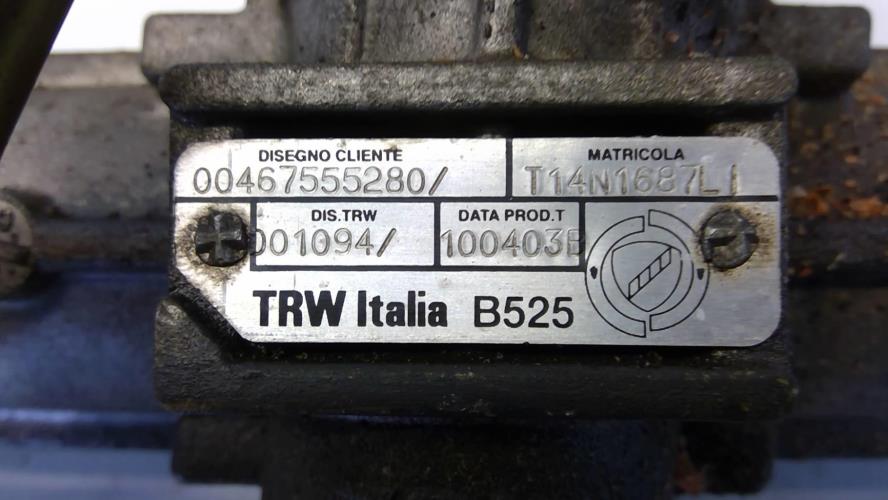 DISEGNO CLIENTE MATRICOLA
00467555280/ T14N1687L
DIS.TRW DATA PROD.T
001094/ 100403B
TRW Italia B525